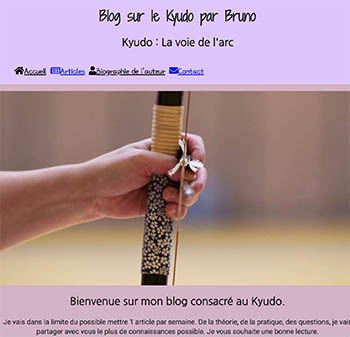 Blog sur le Kyudo par Bruno
Kyudo : La voie de l'arc
Accueil Articles Biographie de l'auteur Contact
Bienvenue sur mon blog consacré au Kyudo.
Je vais dans la limite du possible mettre 1 article par semaine. De la théorie, de la pratique, des questions, je vais
partager avec vous le plus de connaissances possible. Je vous souhaite une bonne lecture.